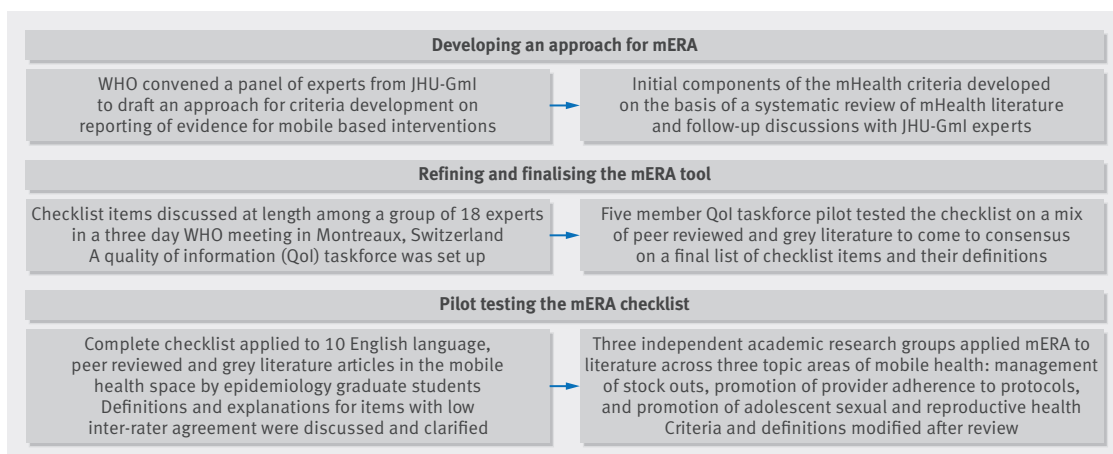 Developing an approach for mERA
WHO convened a panel of experts from JHU-GmI
to draft an approach for criteria development on
reporting of evidence for mobile based interventions
Initial components of the mHealth criteria developed
on the basis of a systematic review of mHealth literature
and follow-up discussions with JHU-GmI experts
Refining and finalising the mERA tool
Checklist items discussed at length among a group of 18 experts
in a three day WHO meeting in Montreaux, Switzerland
A quality of information (QoI) taskforce was set up
Five member QoI taskforce pilot tested the checklist on a mix
of peer reviewed and grey literature to come to consensus
on a final list of checklist items and their definitions
Pilot testing the mERA checklist
Complete checklist applied to 10 English language,
peer reviewed and grey literature articles in the mobile
health space by epidemiology graduate students
Definitions and explanations for items with low
inter-rater agreement were discussed and clarified
Three independent academic research groups applied mERA to
literature across three topic areas of mobile health: management
of stock outs, promotion of provider adherence to protocols,
and promotion of adolescent sexual and reproductive health
Criteria and definitions modified after review